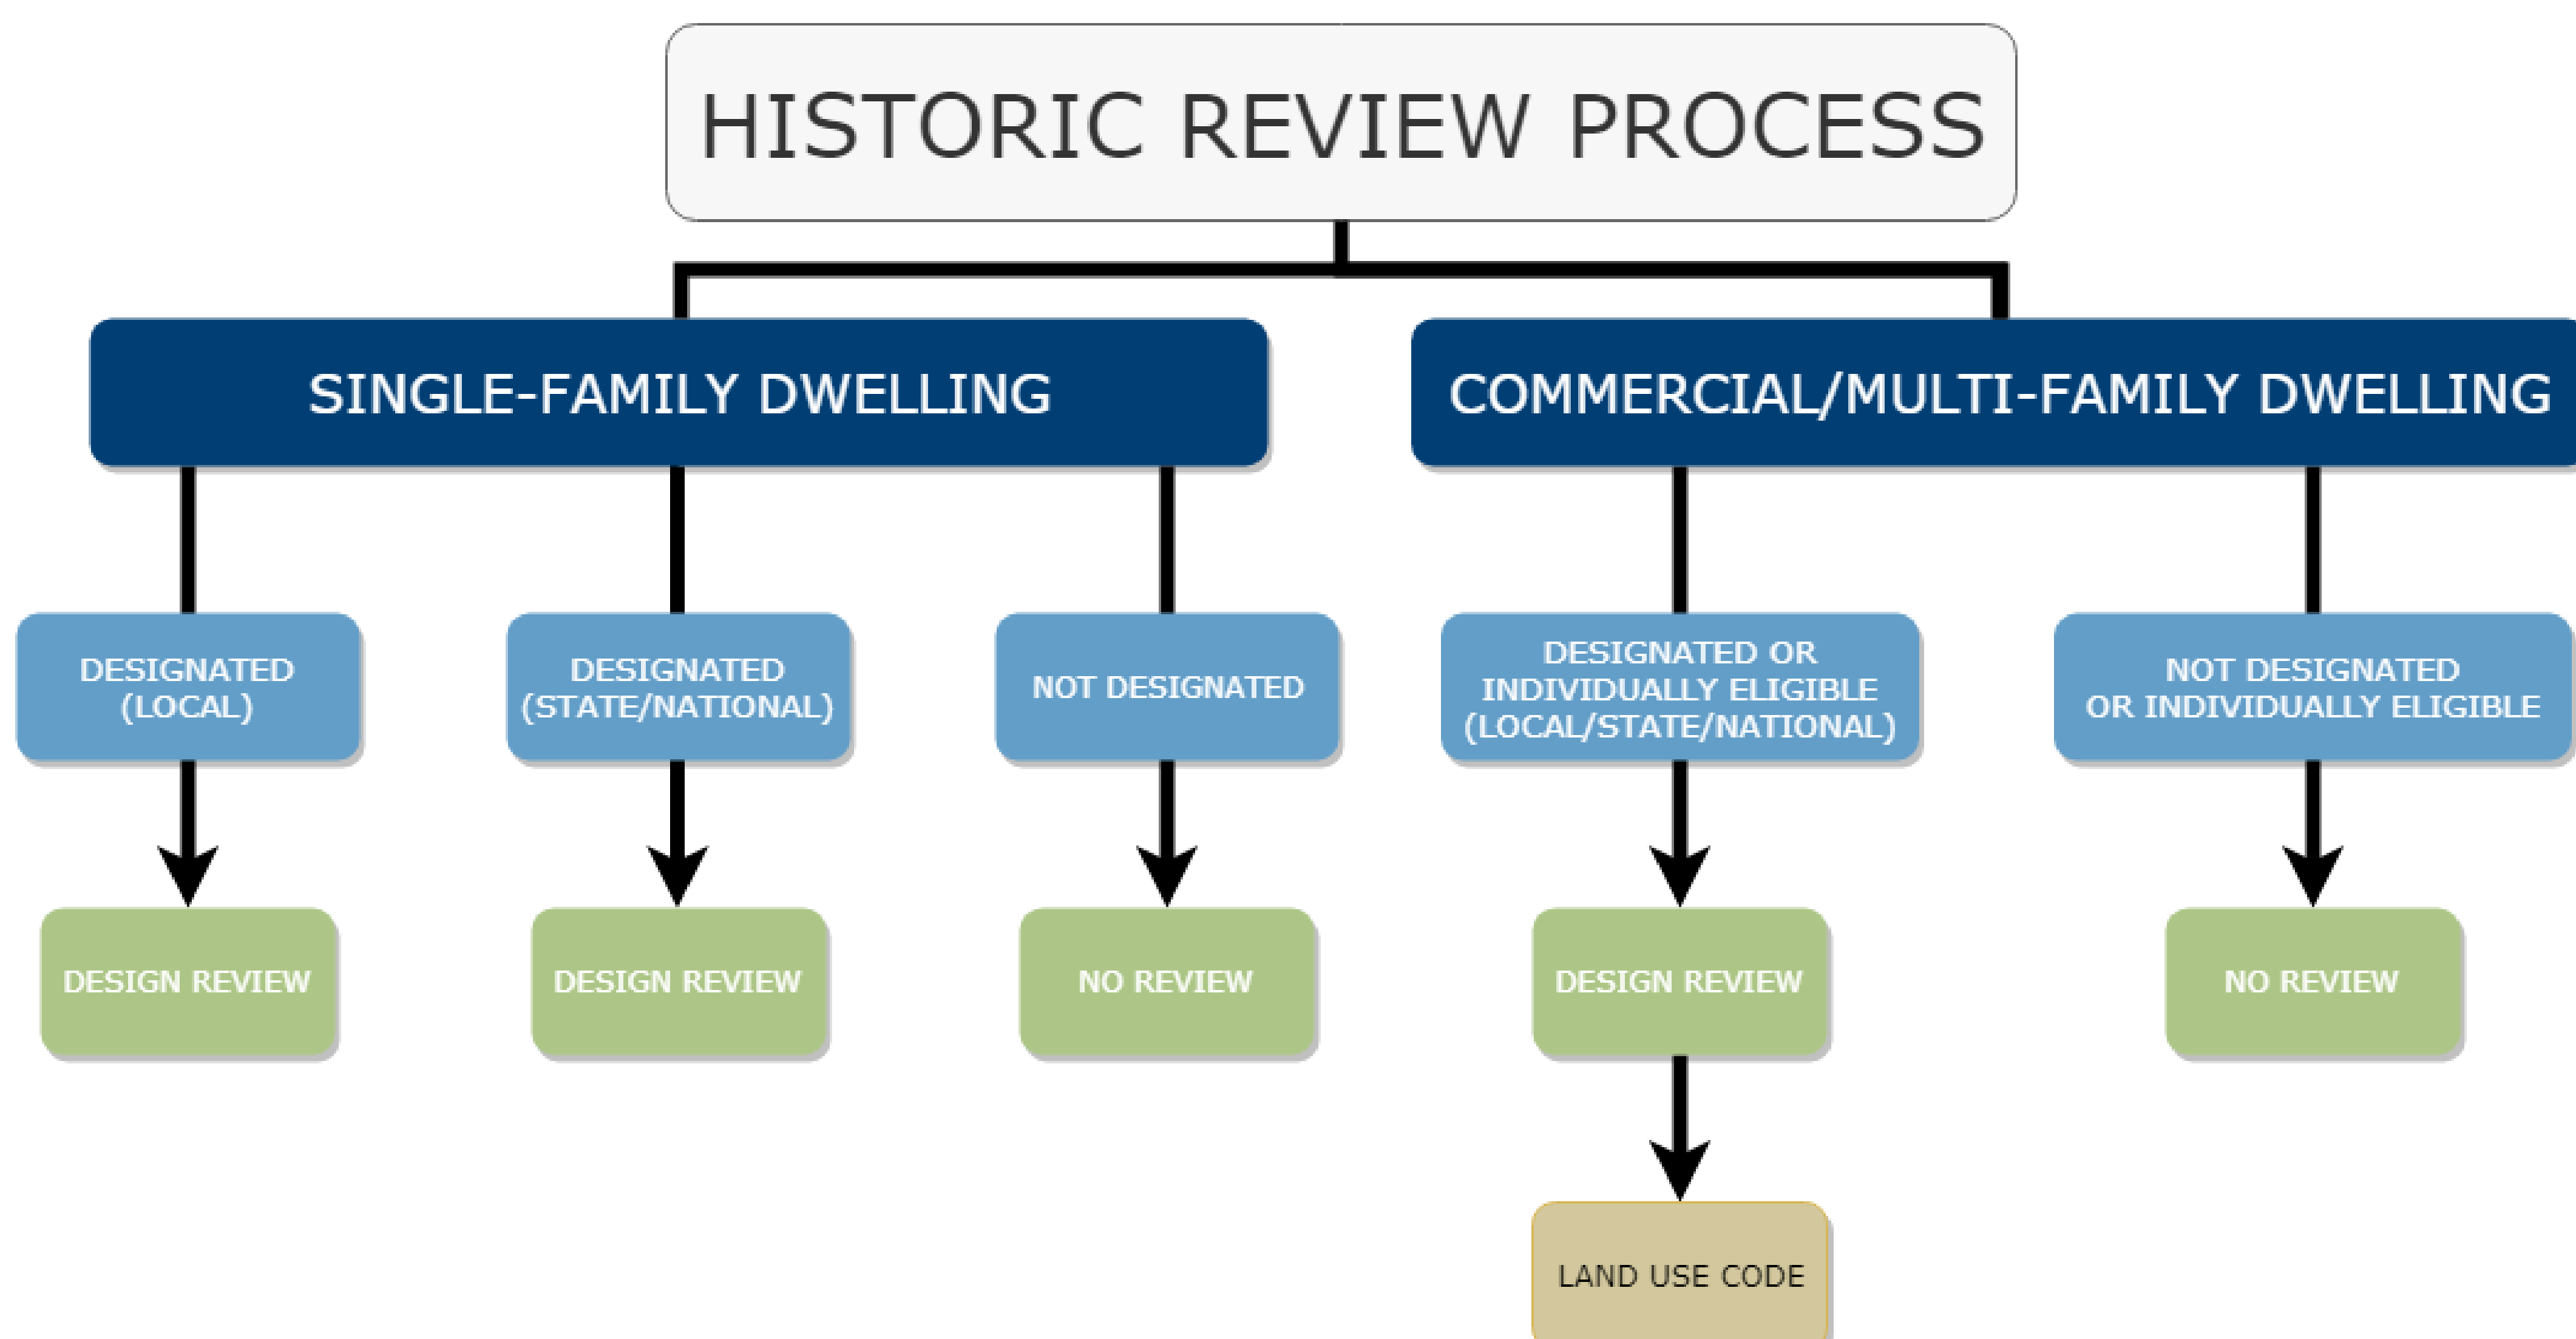 HISTORIC REVIEW PROCESS
SINGLE-FAMILY DWELLING
COMMERCIAL/MULTI-FAMILY DWELLING
DESIGNATED
(LOCAL)
DESIGNATED
(STATE/NATIONAL)
NOT DESIGNATED
DESIGNATED OR
INDIVIDUALLY ELIGIBLE
(LOCAL/STATE/NATIONAL)
NOT DESIGNATED
OR INDIVIDUALLY ELIGIBLE
DESIGN REVIEW
DESIGN REVIEW
NO REVIEW
DESIGN REVIEW
NO REVIEW
LAND USE CODE